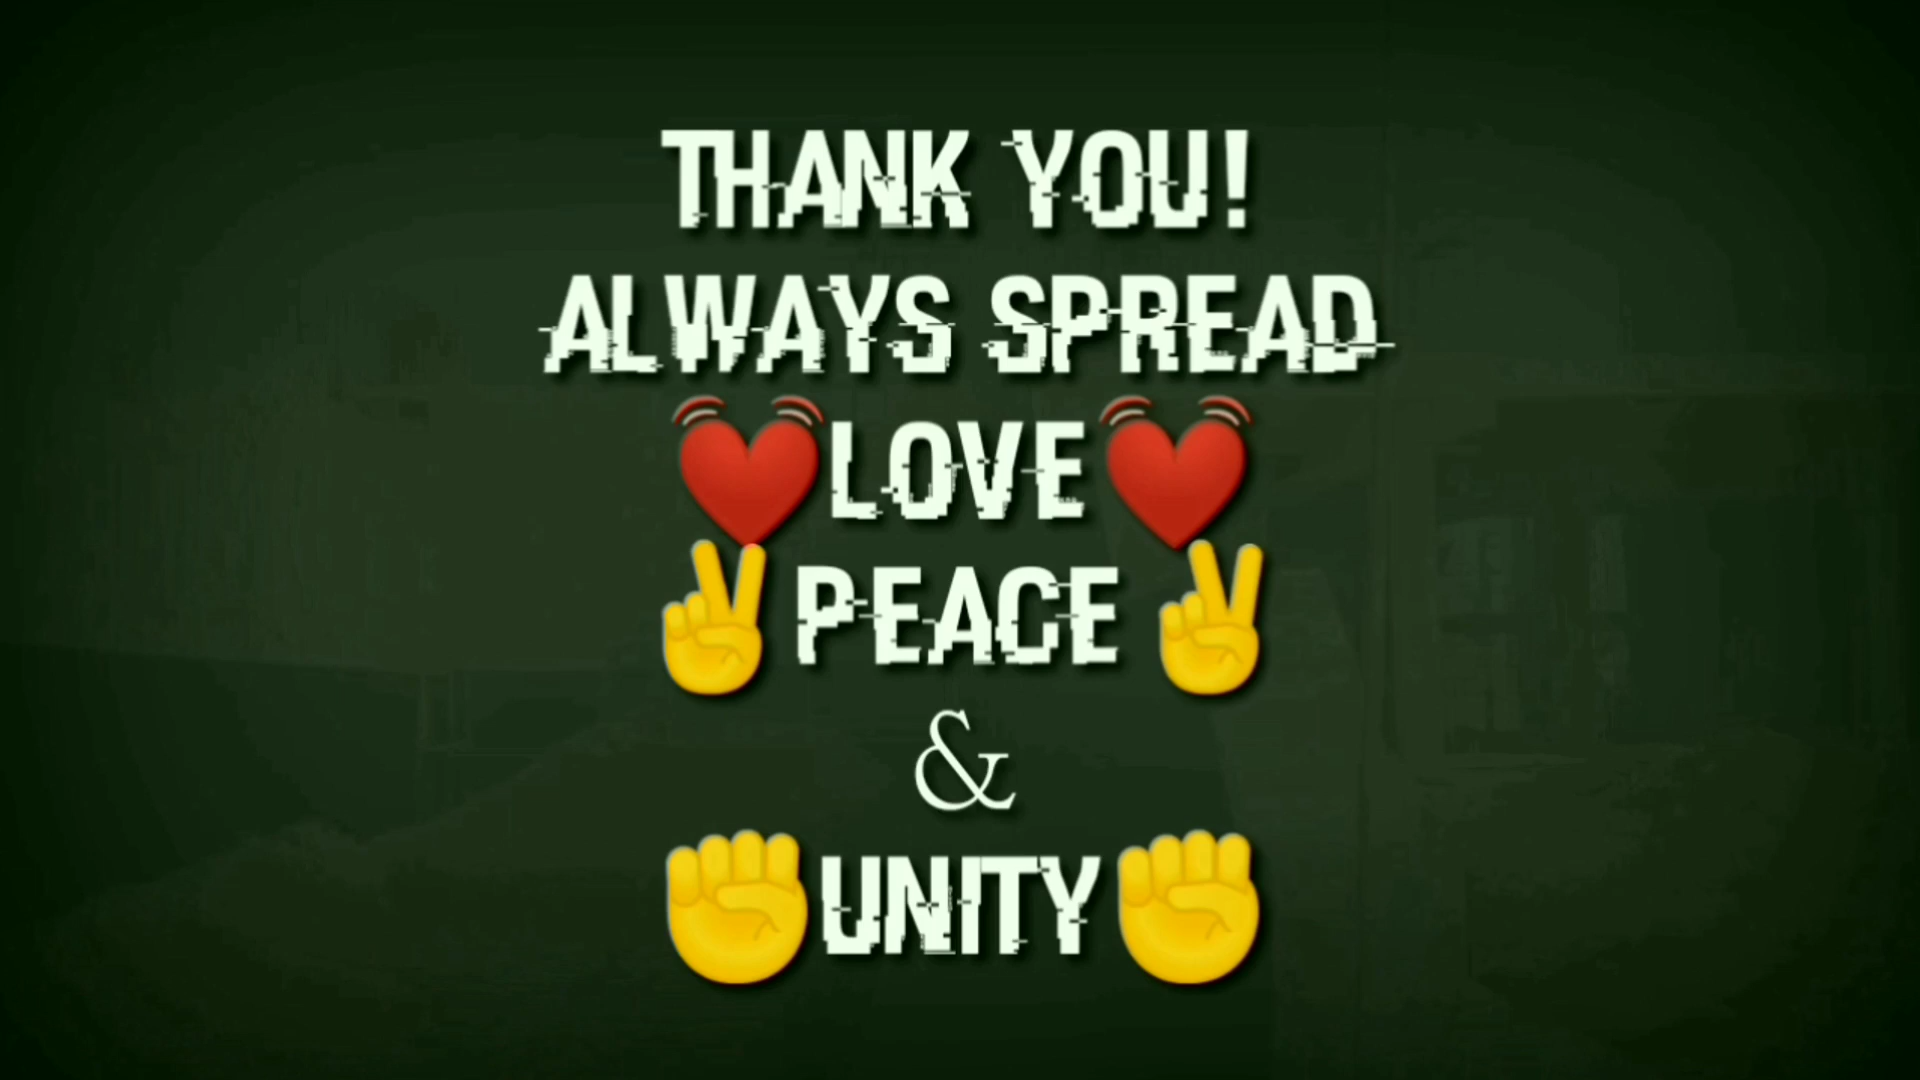 THANK YOU!
ALWAYS SPREAD
💓LOVE💓
✌️ PEACE ✌️
&
✊UNITY✊